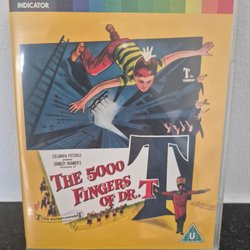 INDICATOR
T
COLUMBIA PICTURES
STANLEY KRAMER'S
THE 5000
FINGERS
OF DR. T
T
U